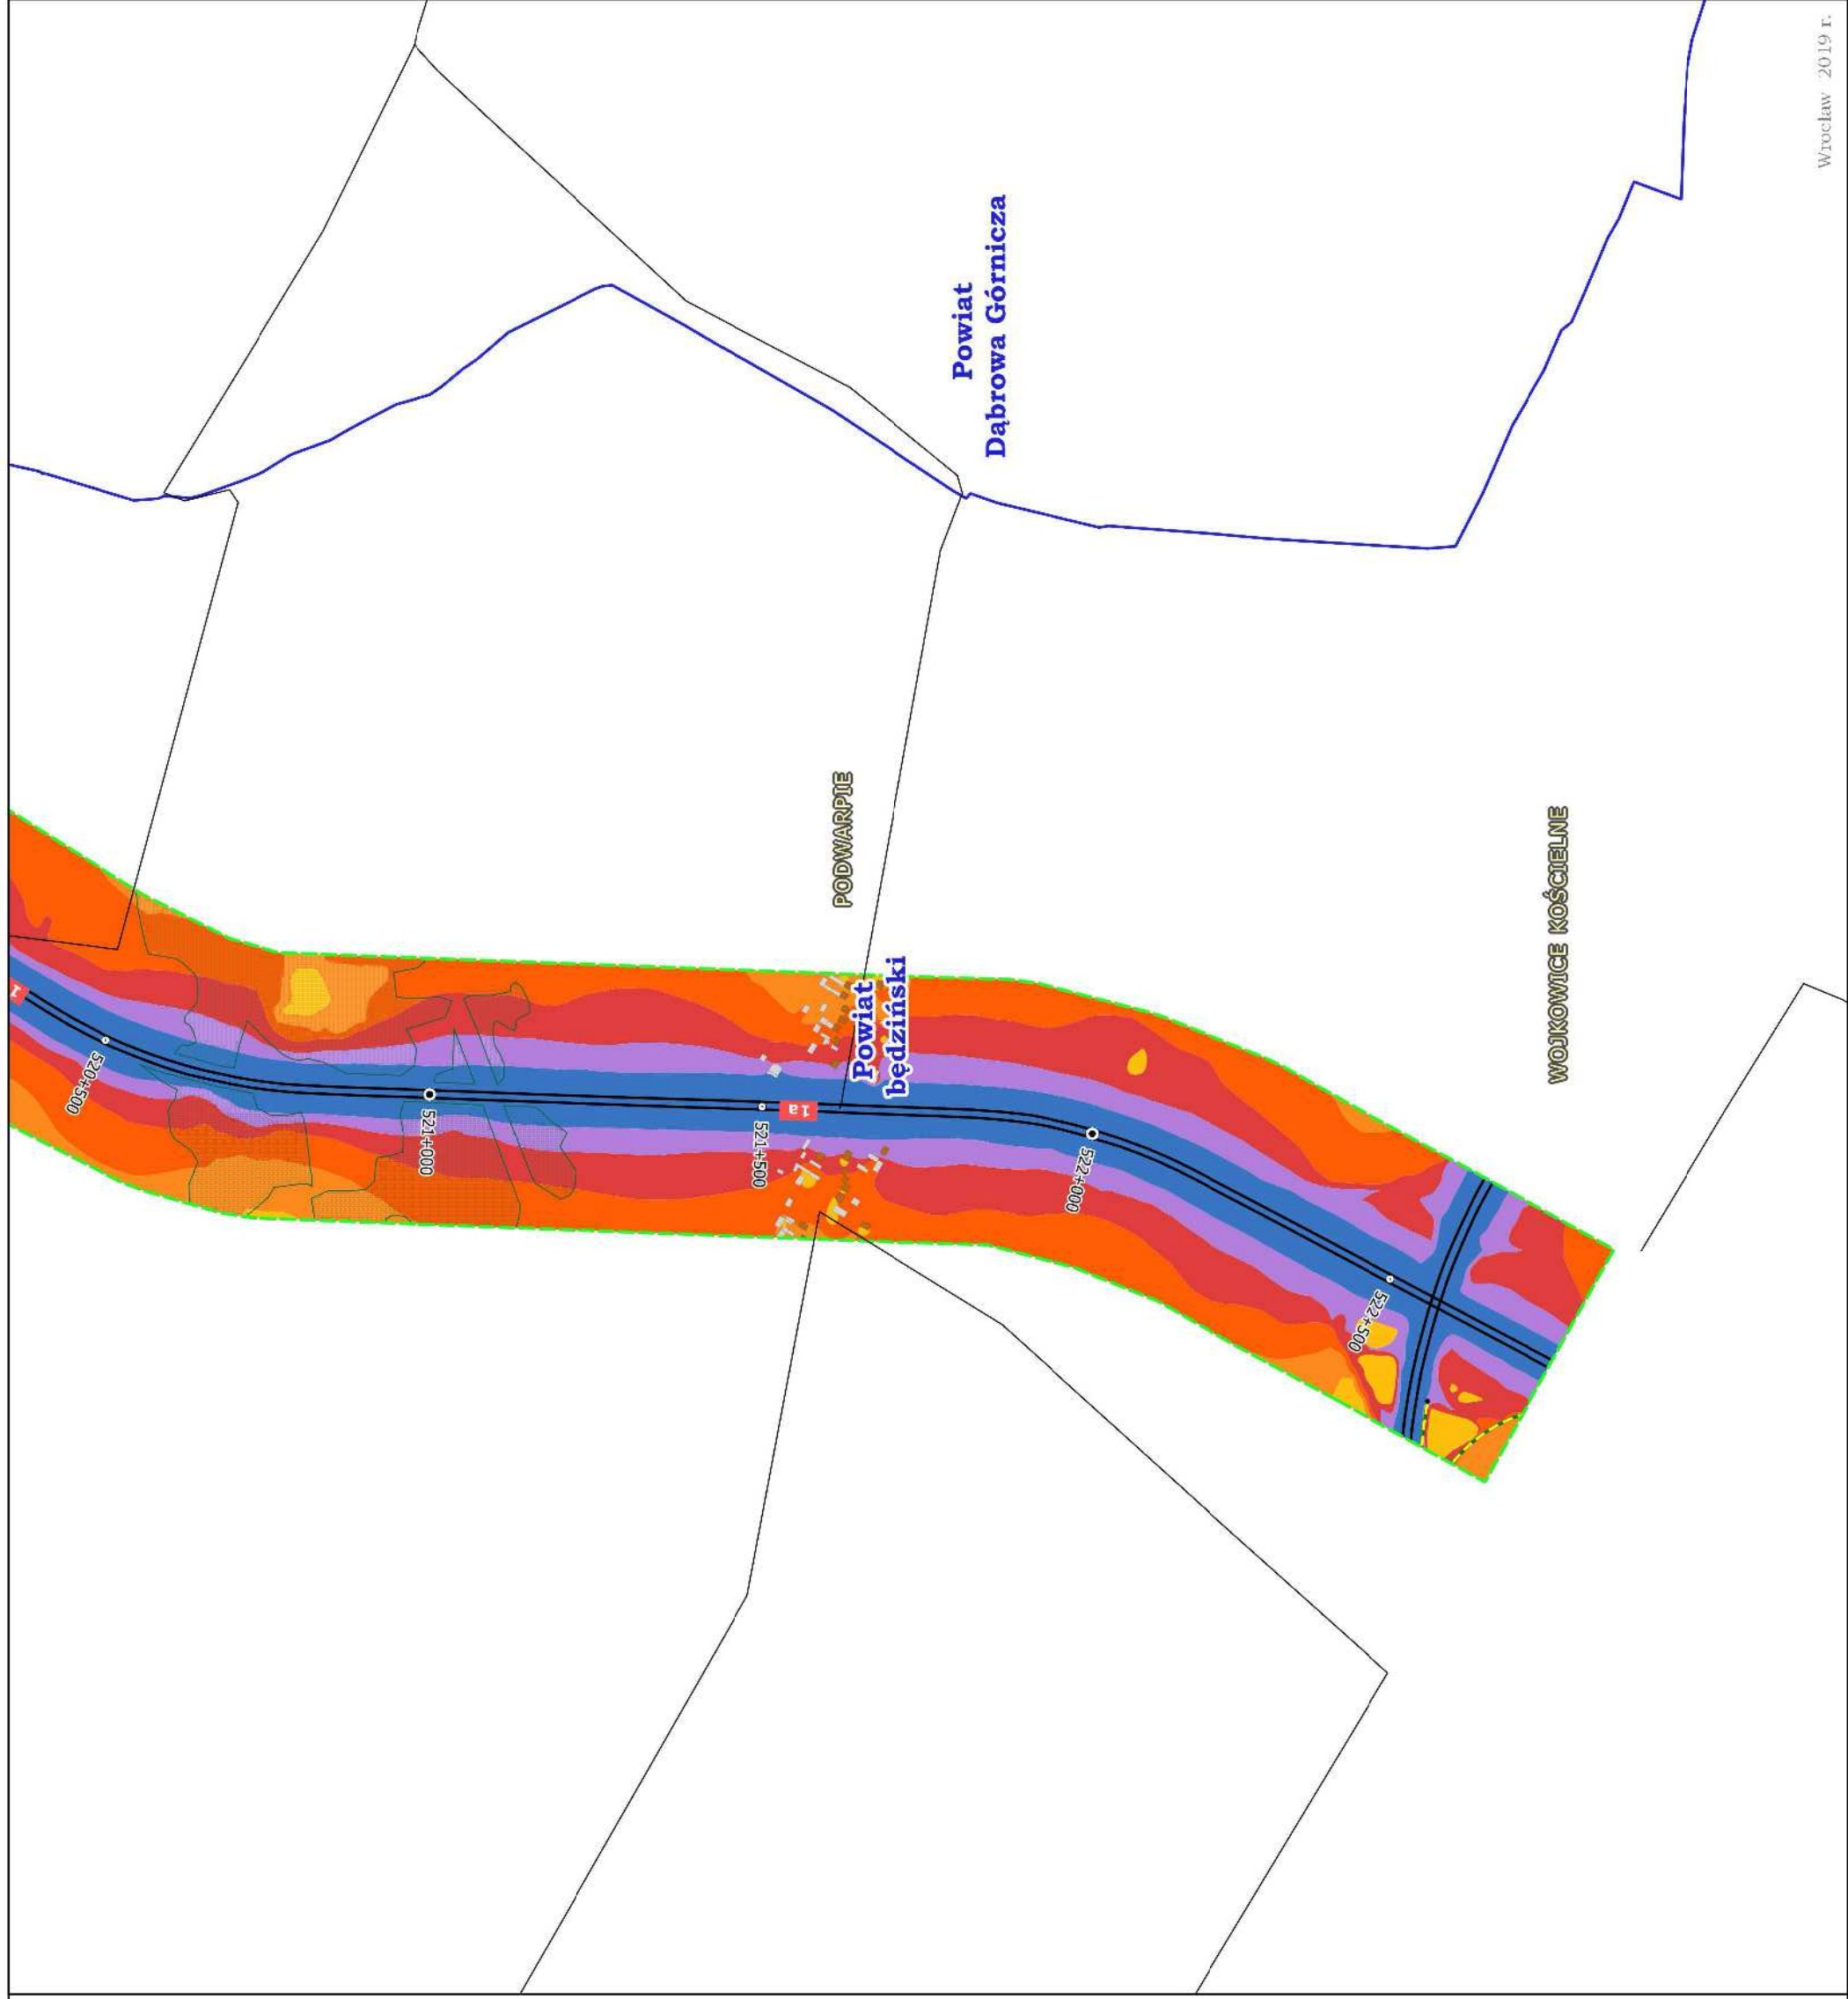 Wrocław 2019 r.
Powiat
Dąbrowa Górnicza
PODWARPIE
Powiat
będziński
WOJKOWICE KOŚCIELNE
1
520+500
521+000
521+500
1a
522+000
522+500